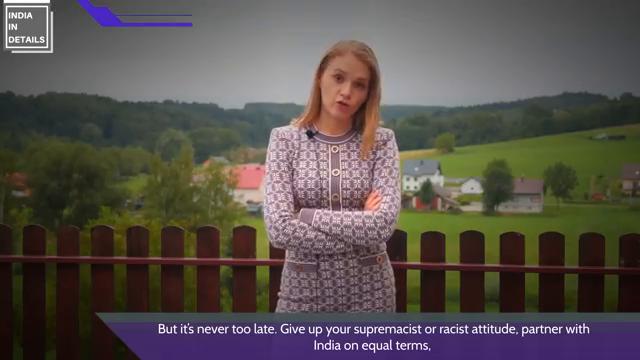 INDIA
IN
DETAILS
But it's never too late. Give up your supremacist or racist attitude, partner with
India on equal terms,